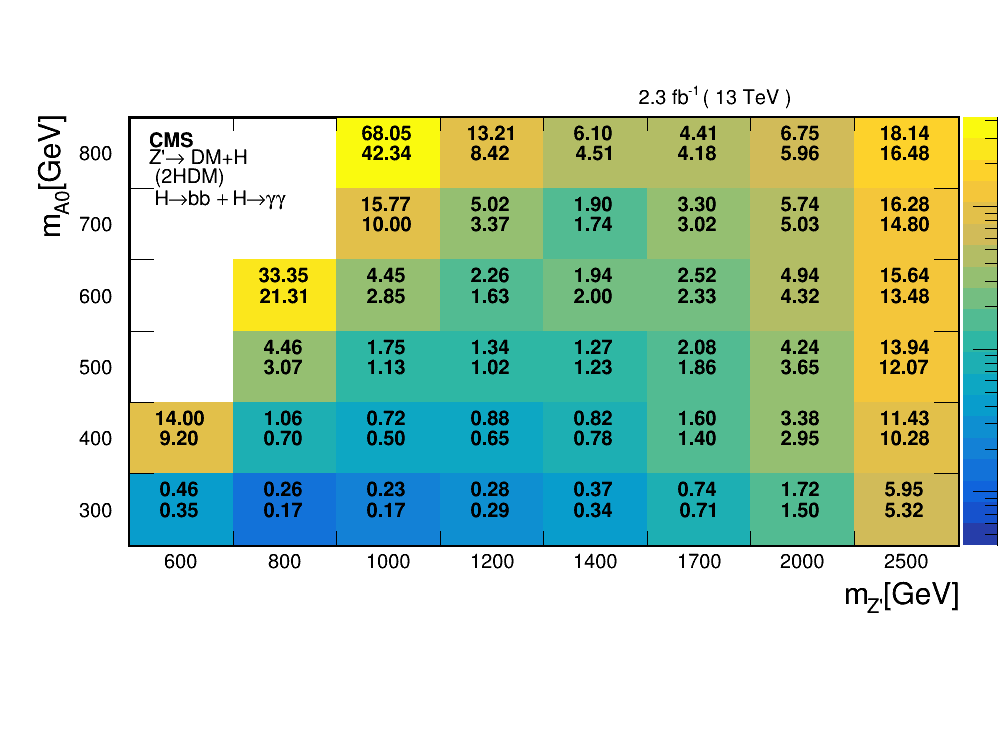 2.3 fb-1 ( 13 TeV )
mA0[GeV]
CMS
Z'→ DM+H
(2HDM)
H→bb + H→γγ
800
68.05 13.21 6.10 4.41 6.75 18.14
42.34 8.42 4.51 4.18 5.96 16.48
700
15.77 5.02 1.90 3.30 5.74 16.28
10.00 3.37 1.74 3.02 5.03 14.80
600
33.35 4.45 2.26 1.94 2.52 4.94 15.64
21.31 2.85 1.63 2.00 2.33 4.32 13.48
500
4.46 1.75 1.34 1.27 2.08 4.24 13.94
3.07 1.13 1.02 1.23 1.86 3.65 12.07
400
14.00 1.06 0.72 0.88 0.82 1.60 3.38 11.43
9.20 0.70 0.50 0.65 0.78 1.40 2.95 10.28
300
0.46 0.26 0.23 0.28 0.37 0.74 1.72 5.95
0.35 0.17 0.17 0.29 0.34 0.71 1.50 5.32
600 800 1000 1200 1400 1700 2000 2500
mZ'[GeV]